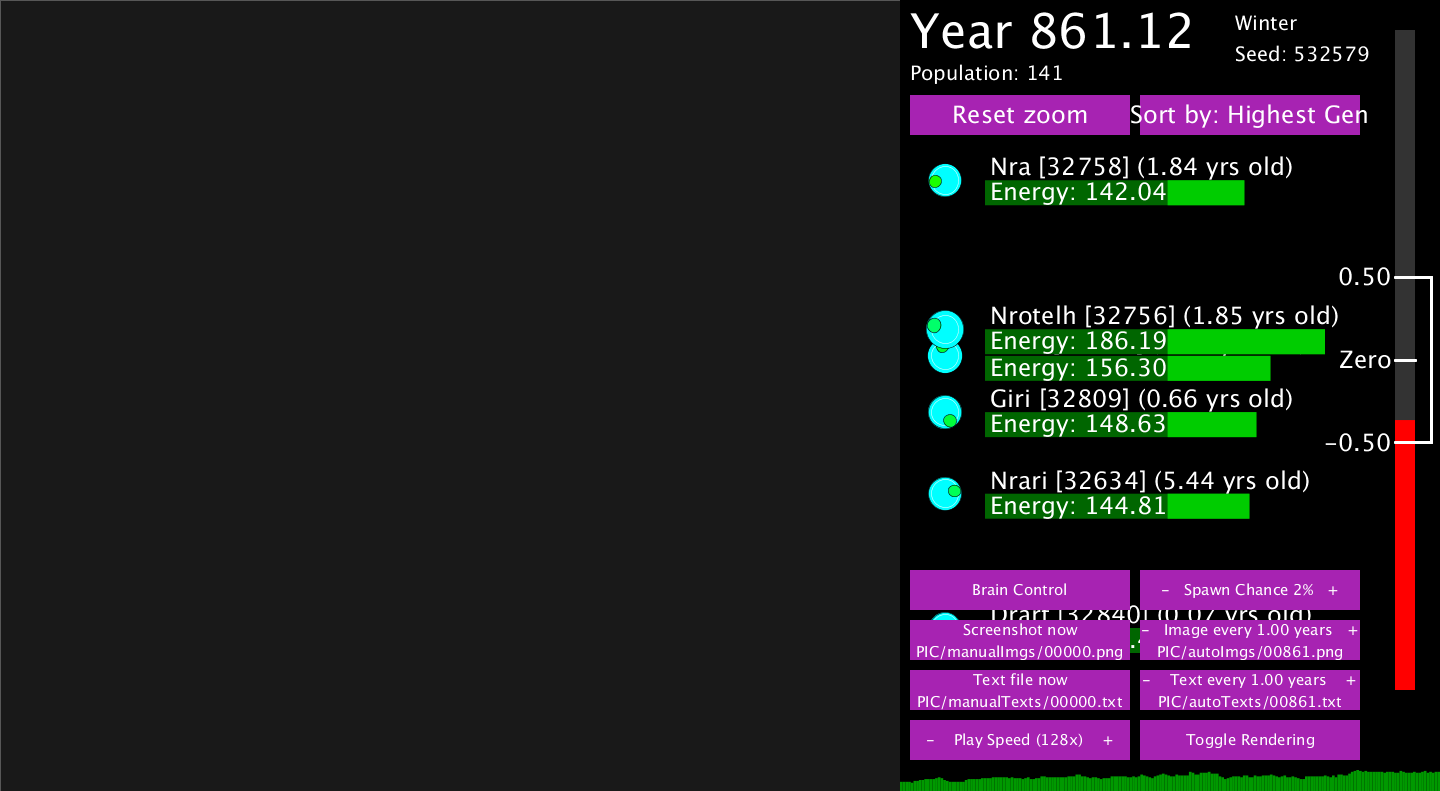 Year 861.12
Winter
Seed: 532579
Population: 141
Reset zoom
Sort by: Highest Gen
Nra [32758] (1.84 yrs old)
Energy: 142.04
0.50
Nrotelh [32756] (1.85 yrs old)
Energy: 186.19
Zero
Energy: 156.30
Giri [32809] (0.66 yrs old)
Energy: 148.63
-0.50
Nrari [32634] (5.44 yrs old)
Energy: 144.81
Brain Control
- Spawn Chance 2% +
[32840] (0.07 yrs old)
Screenshot now
PIC/manualImgs/00000.png
- Image every 1.00 years +
PIC/autoImgs/00861.png
Text file now
PIC/manualTexts/00000.txt
- Text every 1.00 years +
PIC/autoTexts/00861.txt
- Play Speed (128x) +
Toggle Rendering